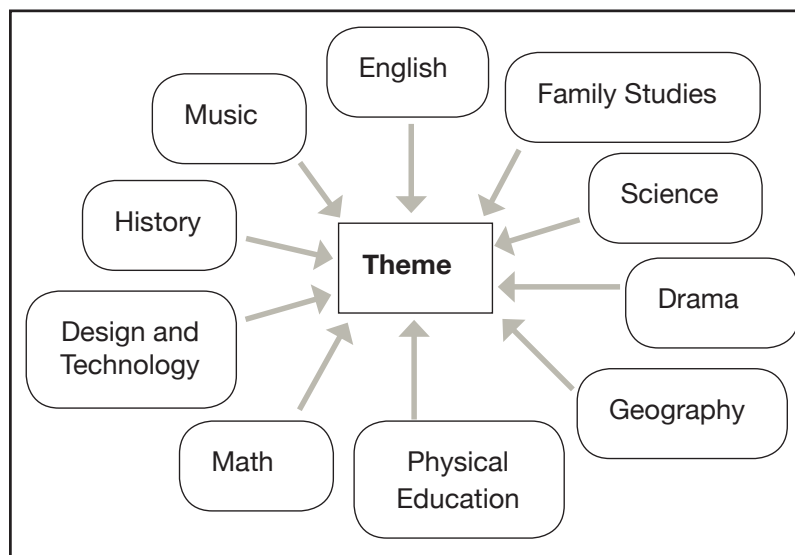 English
Family Studies
Music
Science
History
Theme
Drama
Design and
Technology
Geography
Math
Physical
Education